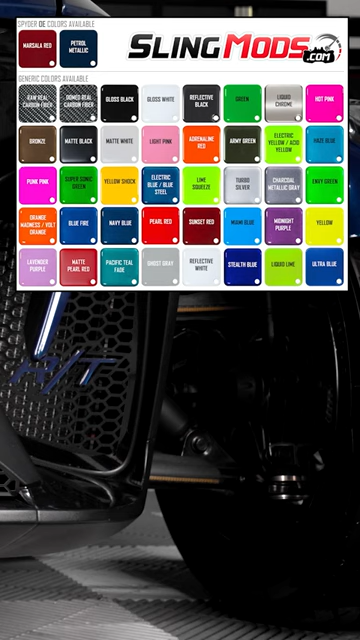 SPYDER DE COLORS AVAILABLE
MARSALA RED
PETROL METALLIC
SLINGMODS .COM
GENERIC COLORS AVAILABLE
RAW REAL CARBON FIBER
DOMED REAL CARBON FIBER
GLOSS BLACK
GLOSS WHITE
REFLECTIVE BLACK
GREEN
LIQUID CHROME
HOT PINK
BRONZE
MATTE BLACK
MATTE WHITE
LIGHT PINK
ADRENALINE RED
ARMY GREEN
ELECTRIC YELLOW / ACID YELLOW
HAZE BLUE
PUNK PINK
SUPER SONIC GREEN
YELLOW SHOCK
ELECTRIC BLUE / BLUE STEEL
LIME SQUEEZE
TURBO SILVER
CHARCOAL METALLIC GRAY
ENVY GREEN
ORANGE MADNESS / VOLT ORANGE
BLUE FIRE
NAVY BLUE
PEARL RED
SUNSET RED
MIAMI BLUE
MIDNIGHT PURPLE
YELLOW
LAVENDER PURPLE
MATTE PEARL RED
PACIFIC TEAL FADE
GHOST GRAY
REFLECTIVE WHITE
STEALTH BLUE
LIQUID LIME
ULTRA BLUE
R/T